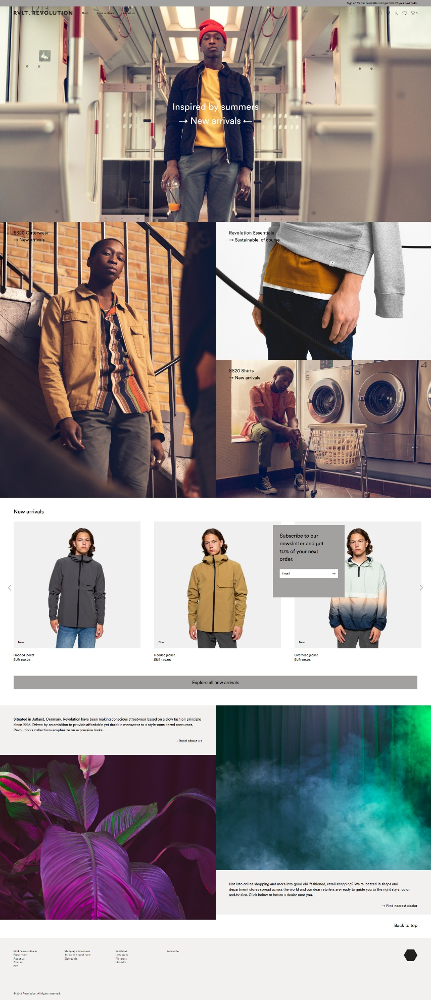 Sign up for our newsletter and get 10% off your next order
RVLT™ REVOLUTION
Shop
New arrivals
About us
0
Inspired by summers
→ New arrivals ←
SS20 Outerwear
→ New arrivals
Revolution Essentials
→ Sustainable, of course
SS20 Shirts
→ New arrivals
6
5
4
New arrivals
Subscribe to our
newsletter and get
10% of your next
order.
Email →
New
New
New
Hooded jacket
EUR 149.95
Hooded jacket
EUR 149.95
Overhead jacket
EUR 119.95
Explore all new arrivals
Situated in Jutland, Denmark, Revolution have been making conscious streetwear based on a slow fashion principle
since 1995. Driven by an ambition to provide affordable yet durable menswear to a style-considered consumer,
Revolution's collections emphasize on expressive looks...
→ Read about us
Not into online shopping and more into good old-fashioned, retail shopping? We're located in shops and
department stores spread across the world and our dear retailers are ready to guide you to the right style, color
and/or size. Click below to locate a dealer near you.
→ Find nearest dealer
Back to top
Find nearest dealer
Press room
About us
Contact
B2B
Shipping and returns
Terms and conditions
Size guide
Facebook
Instagram
Pinterest
LinkedIn
Subscribe
© 2019 Revolution. All rights reserved.